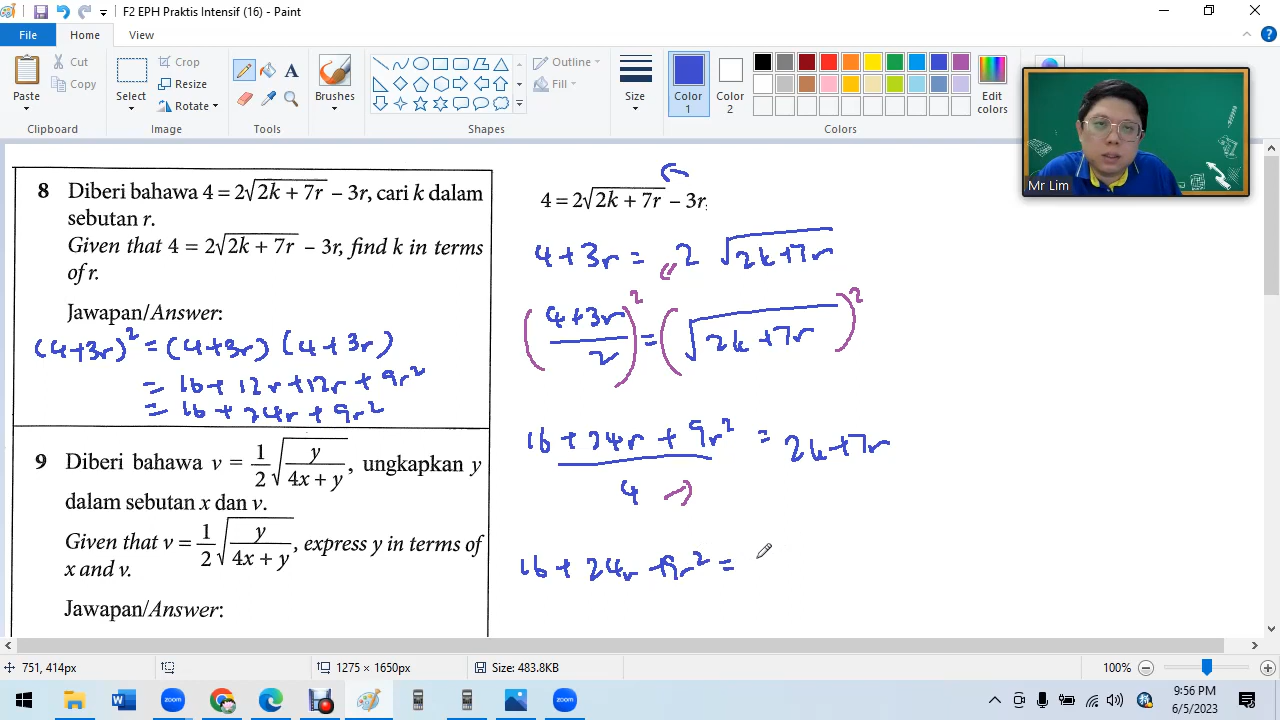 F2 EPH Praktis Intensif (16) - Paint
File Home View
Paste
Cut
Copy
Clipboard
Select
Crop
Resize
Rotate
Image
A
Tools
Brushes
Shapes
Outline
Fill
Size
Color 1
Color 2
Edit colors
Colors
Mr Lim
8 Diberi bahawa 4 = 2√(2k + 7r) – 3r, cari k dalam
sebutan r.
Given that 4 = 2√(2k + 7r) – 3r, find k in terms
of r.
Jawapan/Answer:
(4+3r)² = (4+3r) (4+3r)
= 16 + 12r + 12r + 9r²
= 16 + 24r + 9r²
9 Diberi bahawa v = 1/2 √(y/(4x + y)), ungkapkan y
dalam sebutan x dan v.
Given that v = 1/2 √(y/(4x + y)), express y in terms of
x and v.
Jawapan/Answer:
4 = 2√(2k + 7r) – 3r,
4+3r = 2 √(2k+7r)
((4+3r)/2)² = (√(2k+7r))²
(16 + 24r + 9r²)/4 = 2k+7r
16 + 24r + 9r² =
751, 414px
1275 × 1650px
Size: 483.8KB
100%
zoom
zoom
9:56 PM
6/5/2023